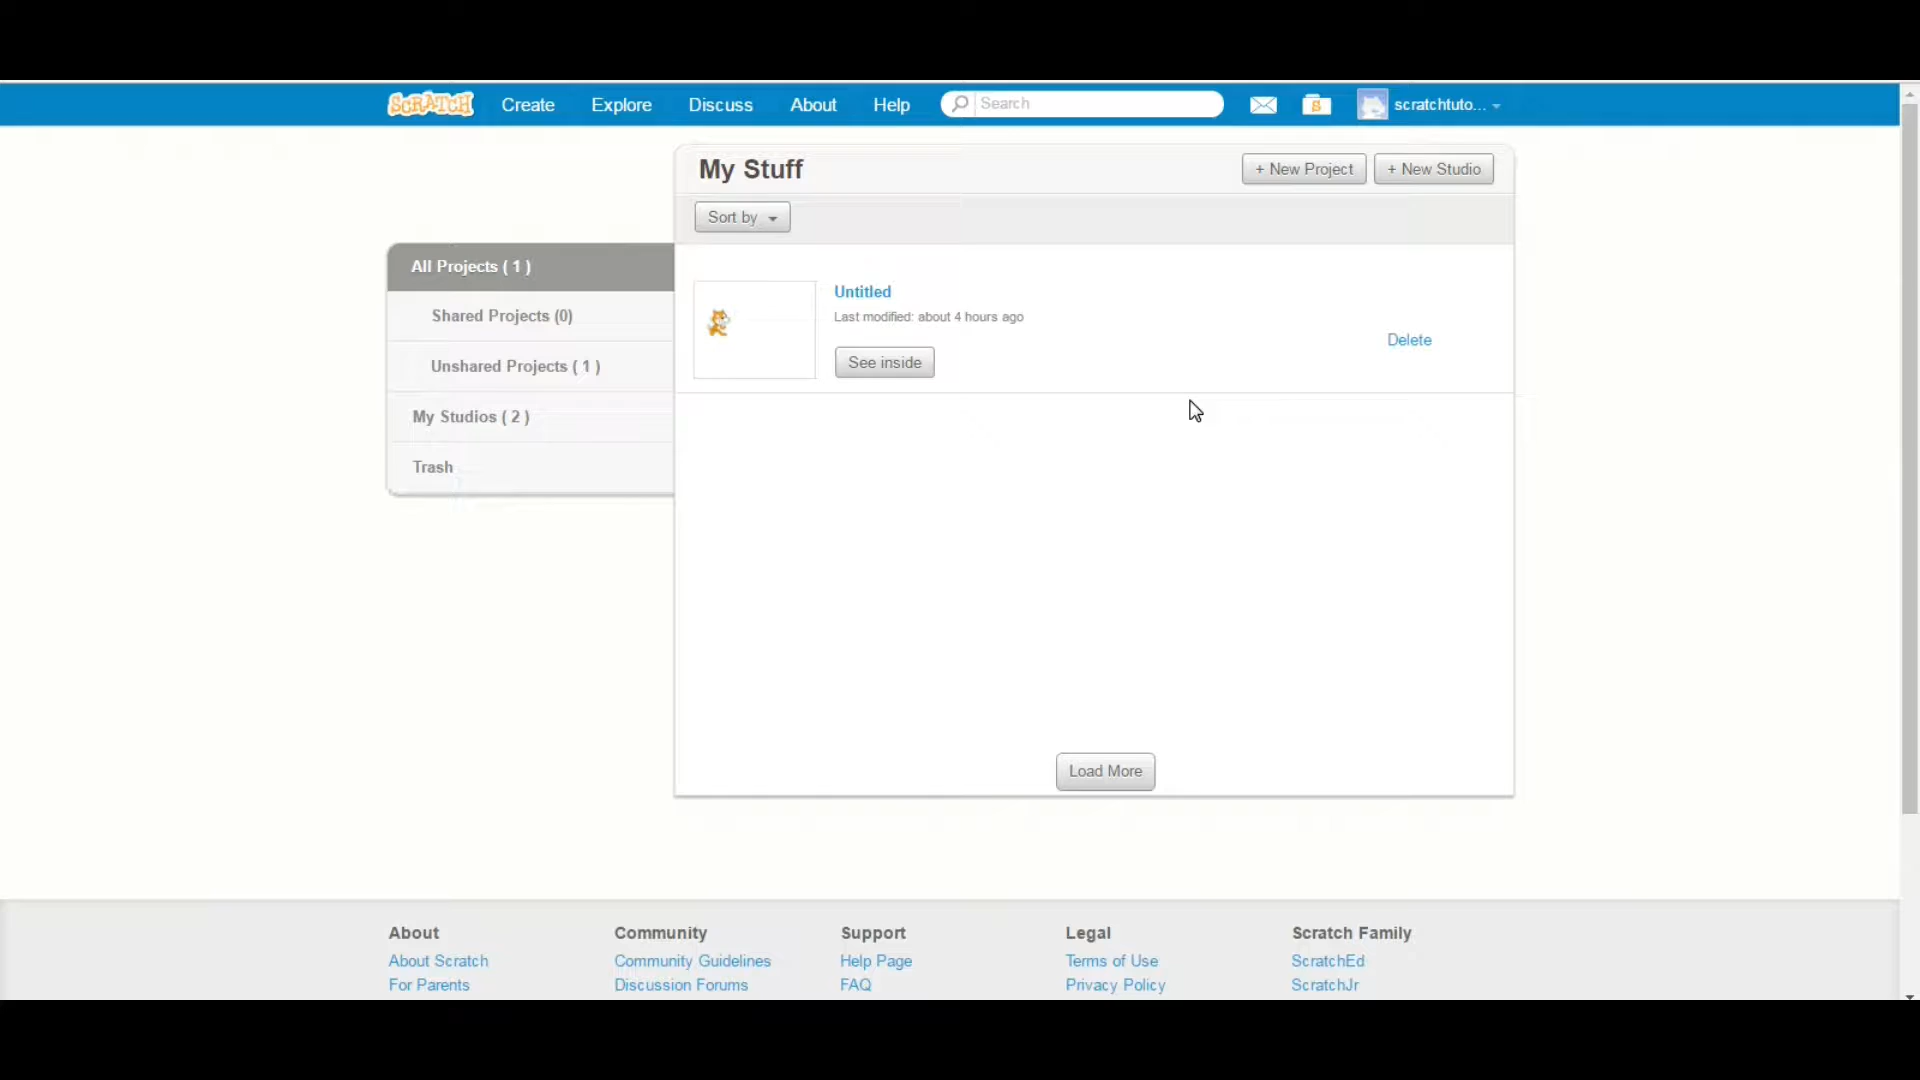 SCRATCH Create Explore Discuss About Help Search S scratchtuto...
My Stuff + New Project + New Studio
Sort by
All Projects ( 1 )
Shared Projects (0)
Unshared Projects ( 1 )
My Studios ( 2 )
Trash
Untitled
Last modified: about 4 hours ago
See inside
Delete
Load More
About Community Support Legal Scratch Family
About Scratch Community Guidelines Help Page Terms of Use ScratchEd
For Parents Discussion Forums FAQ Privacy Policy ScratchJr